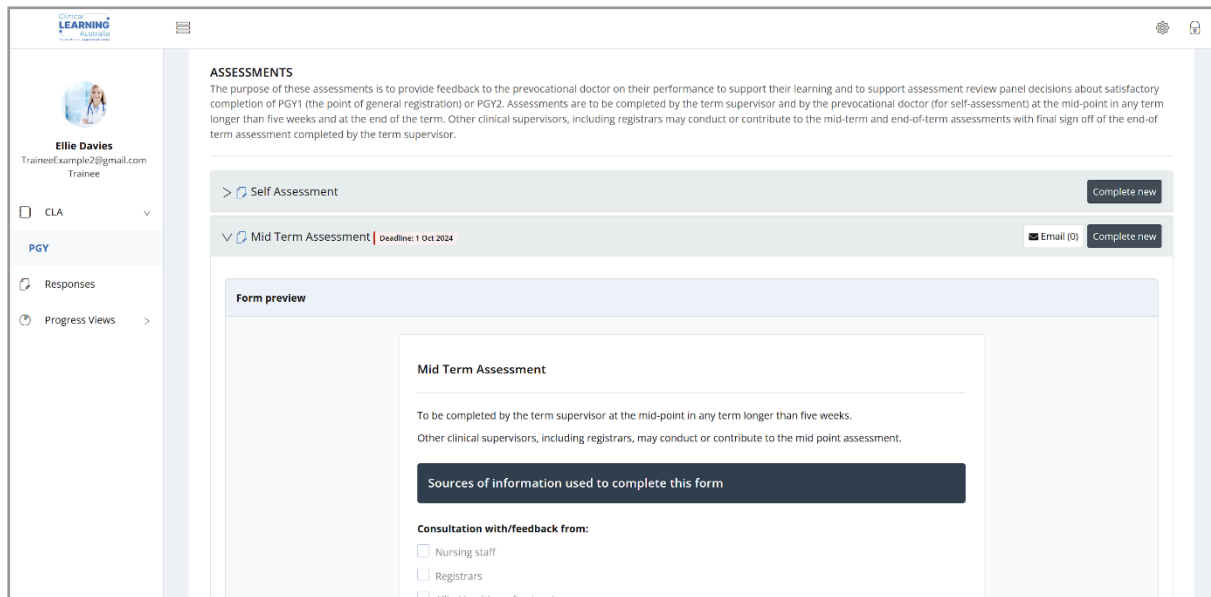 Clinical
LEARNING
Australia
Ellie Davies
TraineeExample2@gmail.com
Trainee
CLA
PGY
Responses
Progress Views
ASSESSMENTS
The purpose of these assessments is to provide feedback to the prevocational doctor on their performance to support their learning and to support assessment review panel decisions about satisfactory
completion of PGY1 (the point of general registration) or PGY2. Assessments are to be completed by the term supervisor and by the prevocational doctor (for self-assessment) at the mid-point in any term
longer than five weeks and at the end of the term. Other clinical supervisors, including registrars may conduct or contribute to the mid-term and end-of-term assessments with final sign off of the end-of
term assessment completed by the term supervisor.
Self Assessment
Complete new
Mid Term Assessment Deadline: 1 Oct 2024
Email (0) Complete new
Form preview
Mid Term Assessment
To be completed by the term supervisor at the mid-point in any term longer than five weeks.
Other clinical supervisors, including registrars, may conduct or contribute to the mid point assessment.
Sources of information used to complete this form
Consultation with/feedback from:
Nursing staff
Registrars